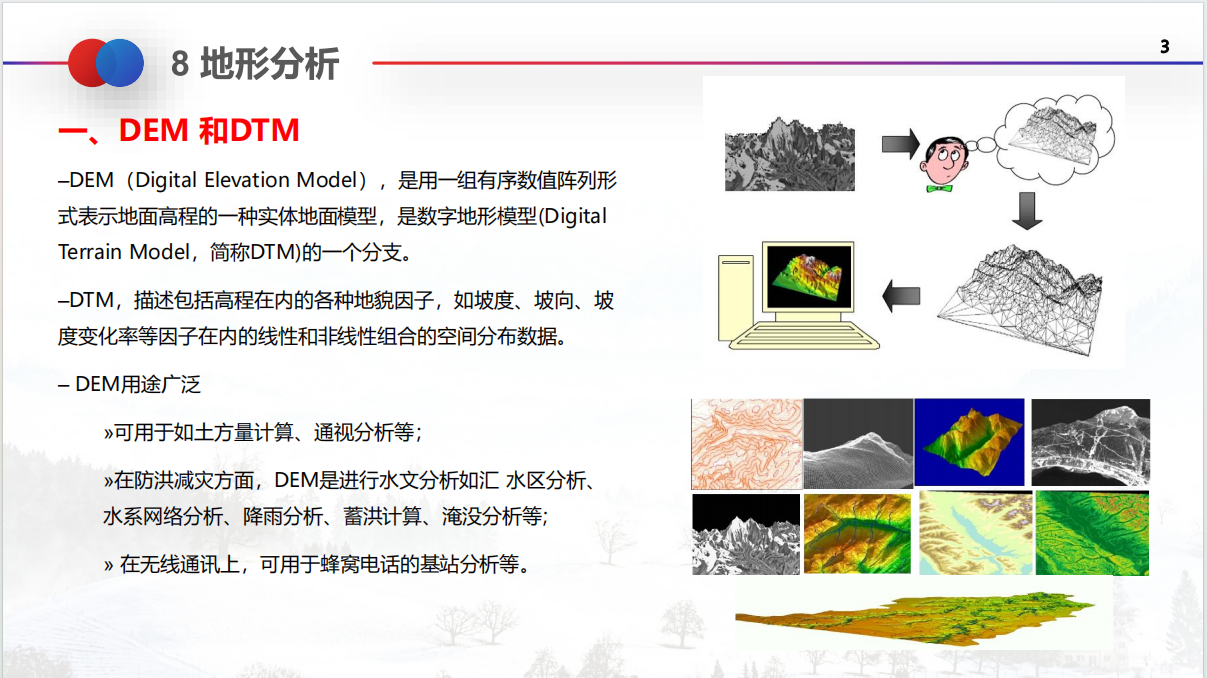 3
8 地形分析
一、DEM 和DTM
–DEM（Digital Elevation Model），是用一组有序数值阵列形
式表示地面高程的一种实体地面模型，是数字地形模型(Digital
Terrain Model，简称DTM)的一个分支。
–DTM，描述包括高程在内的各种地貌因子，如坡度、坡向、坡
度变化率等因子在内的线性和非线性组合的空间分布数据。
– DEM用途广泛
»可用于如土方量计算、通视分析等；
»在防洪减灾方面，DEM是进行水文分析如汇 水区分析、
水系网络分析、降雨分析、蓄洪计算、淹没分析等；
» 在无线通讯上，可用于蜂窝电话的基站分析等。